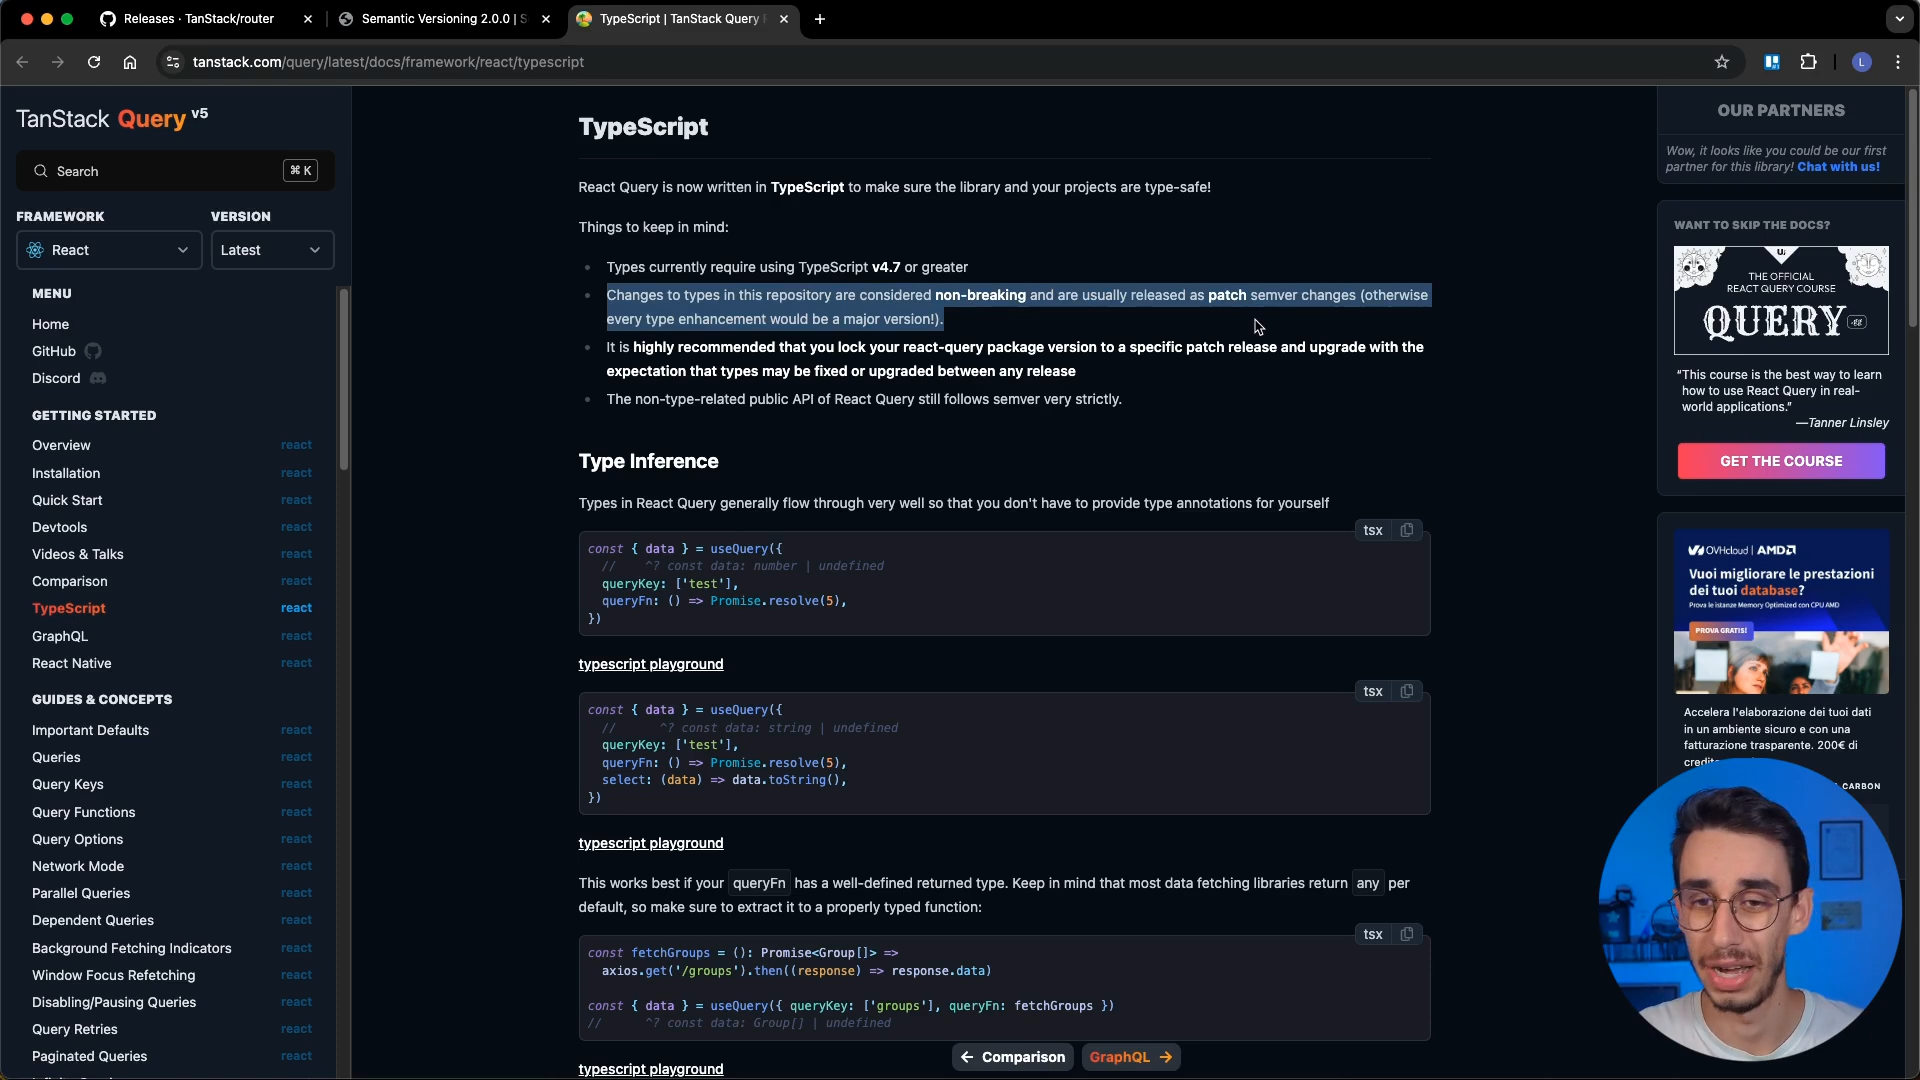 Releases · TanStack/router
Semantic Versioning 2.0.0 | S
TypeScript | TanStack Query
tanstack.com/query/latest/docs/framework/react/typescript
L
TanStack Query v5
Search
⌘ K
FRAMEWORK
VERSION
React
Latest
MENU
Home
GitHub
Discord
GETTING STARTED
Overview react
Installation react
Quick Start react
Devtools react
Videos & Talks react
Comparison react
TypeScript react
GraphQL react
React Native react
GUIDES & CONCEPTS
Important Defaults react
Queries react
Query Keys react
Query Functions react
Query Options react
Network Mode react
Parallel Queries react
Dependent Queries react
Background Fetching Indicators react
Window Focus Refetching react
Disabling/Pausing Queries react
Query Retries react
Paginated Queries react
TypeScript
React Query is now written in TypeScript to make sure the library and your projects are type-safe!
Things to keep in mind:
Types currently require using TypeScript v4.7 or greater
Changes to types in this repository are considered non-breaking and are usually released as patch semver changes (otherwise
every type enhancement would be a major version!).
It is highly recommended that you lock your react-query package version to a specific patch release and upgrade with the
expectation that types may be fixed or upgraded between any release
The non-type-related public API of React Query still follows semver very strictly.
Type Inference
Types in React Query generally flow through very well so that you don't have to provide type annotations for yourself
tsx
const { data } = useQuery({
//    ^? const data: number | undefined
  queryKey: ['test'],
  queryFn: () => Promise.resolve(5),
})
typescript playground
tsx
const { data } = useQuery({
//      ^? const data: string | undefined
  queryKey: ['test'],
  queryFn: () => Promise.resolve(5),
  select: (data) => data.toString(),
})
typescript playground
This works best if your queryFn has a well-defined returned type. Keep in mind that most data fetching libraries return any per
default, so make sure to extract it to a properly typed function:
tsx
const fetchGroups = (): Promise<Group[]> =>
  axios.get('/groups').then((response) => response.data)
const { data } = useQuery({ queryKey: ['groups'], queryFn: fetchGroups })
//    ^? const data: Group[] | undefined
← Comparison
GraphQL →
typescript playground
OUR PARTNERS
Wow, it looks like you could be our first
partner for this library! Chat with us!
WANT TO SKIP THE DOCS?
THE OFFICIAL
REACT QUERY COURSE
QUERY
"This course is the best way to learn
how to use React Query in real-
world applications."
—Tanner Linsley
GET THE COURSE
OVHcloud | AMD
Vuoi migliorare le prestazioni
dei tuoi database?
Prova le istanze Memory Optimized con CPU AMD
PROVA GRATIS!
Accelera l'elaborazione dei tuoi dati
in un ambiente sicuro e con una
fatturazione trasparente. 200€ di
CARBON